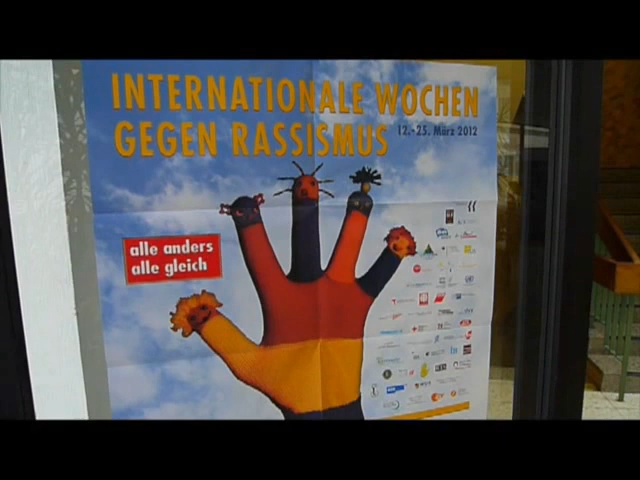 INTERNATIONALE WOCHEN
GEGEN RASSISMUS
12.-25. März 2012
alle anders
alle gleich